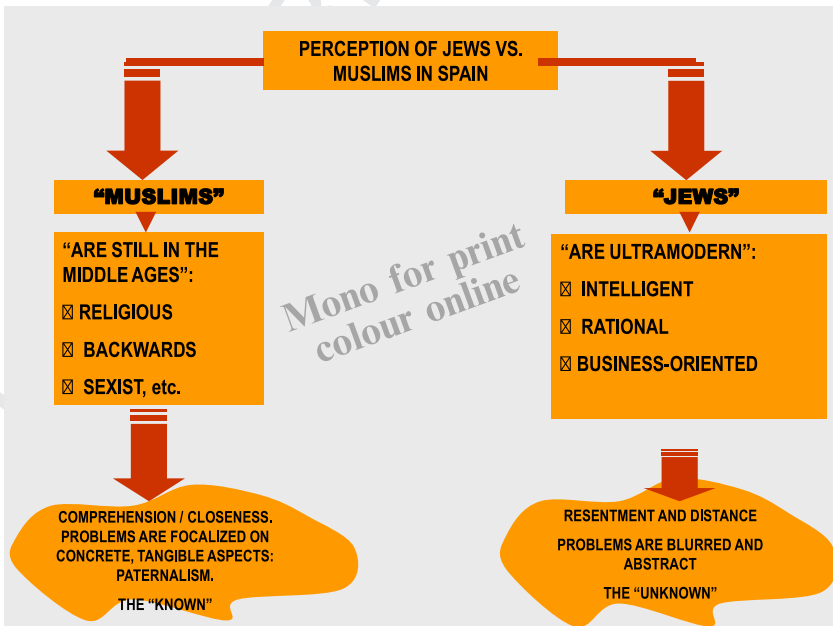 PERCEPTION OF JEWS VS.
MUSLIMS IN SPAIN
“MUSLIMS”
“ARE STILL IN THE
MIDDLE AGES”:
☒ RELIGIOUS
☒ BACKWARDS
☒ SEXIST, etc.
COMPREHENSION / CLOSENESS.
PROBLEMS ARE FOCALIZED ON
CONCRETE, TANGIBLE ASPECTS:
PATERNALISM.
THE “KNOWN”
“JEWS”
“ARE ULTRAMODERN”:
☒ INTELLIGENT
☒ RATIONAL
☒ BUSINESS-ORIENTED
RESENTMENT AND DISTANCE
PROBLEMS ARE BLURRED AND
ABSTRACT
THE “UNKNOWN”
Mono for print
colour online